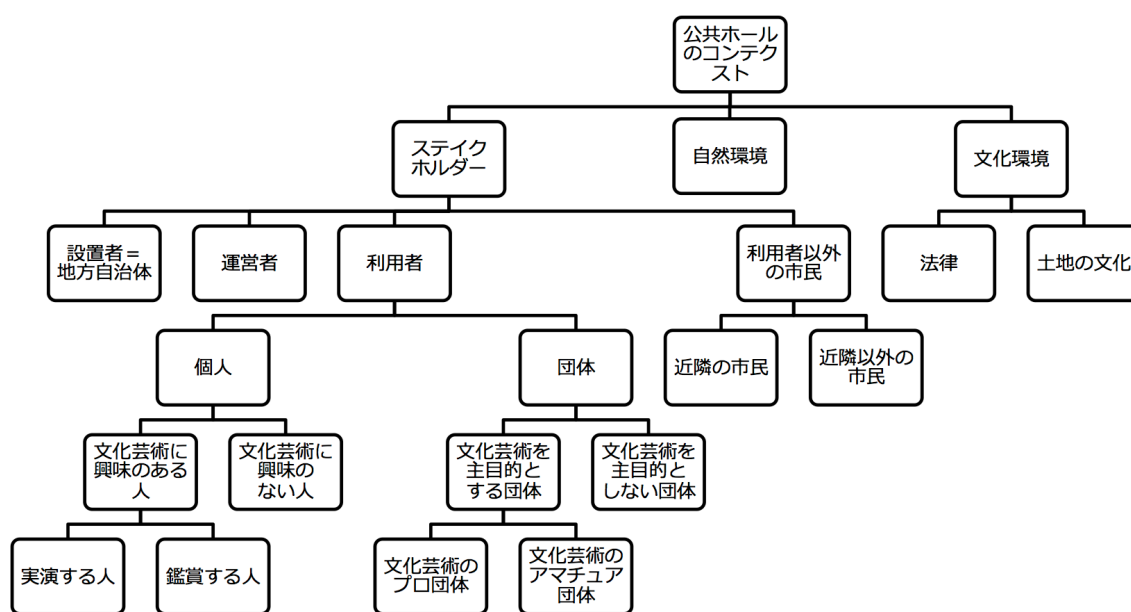 公共ホール
のコンテク
スト
ステイク
ホルダー
自然環境
文化環境
設置者＝
地方自治体
運営者
利用者
利用者以外
の市民
法律
土地の文化
個人
団体
近隣の市民
近隣以外の
市民
文化芸術に
興味のある
人
文化芸術に
興味の
ない人
文化芸術を
主目的と
する団体
文化芸術を
主目的と
しない団体
実演する人
鑑賞する人
文化芸術の
プロ団体
文化芸術の
アマチュア
団体